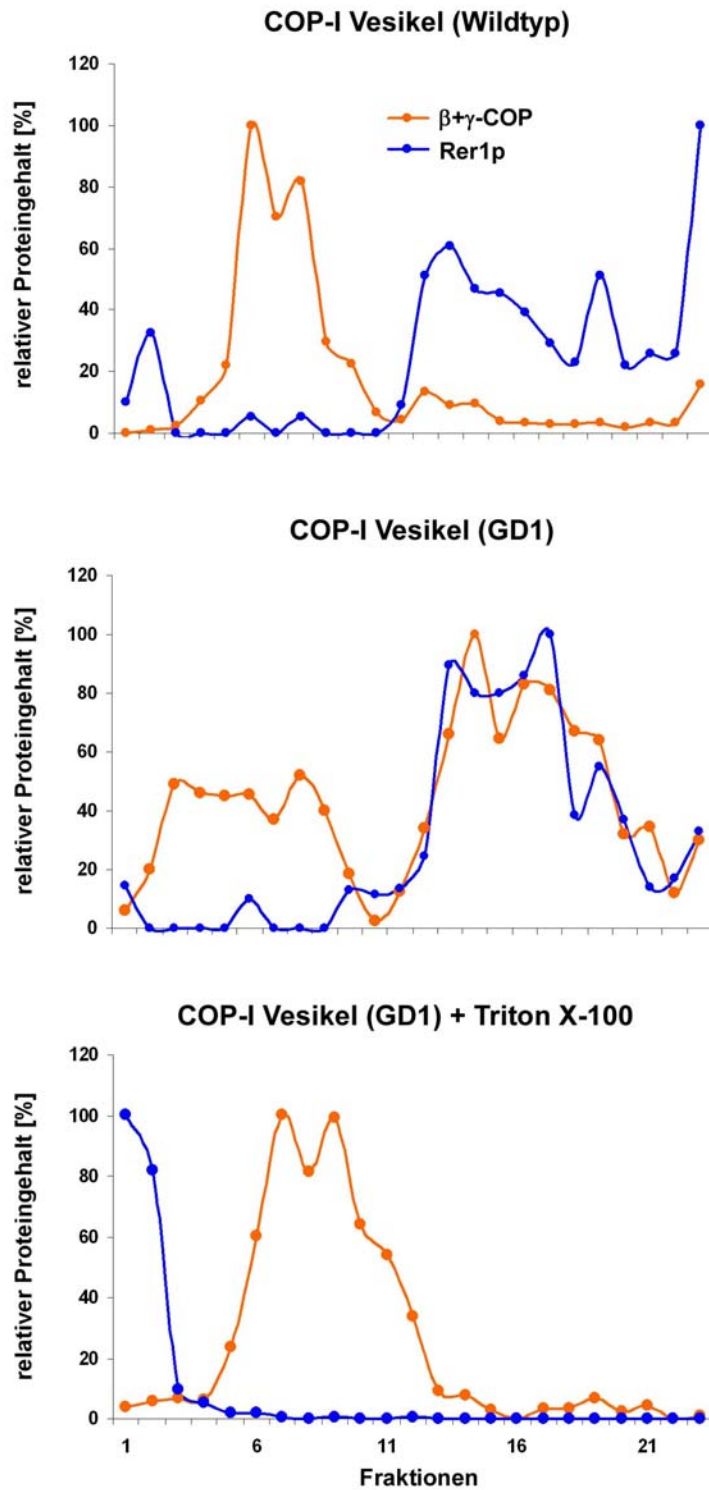 COP-I Vesikel (Wildtyp)
relativer Proteingehalt [%]
120
100
80
60
40
20
0
β+γ-COP
Rer1p
COP-I Vesikel (GD1)
relativer Proteingehalt [%]
120
100
80
60
40
20
0
COP-I Vesikel (GD1) + Triton X-100
relativer Proteingehalt [%]
120
100
80
60
40
20
0
1 6 11 16 21
Fraktionen